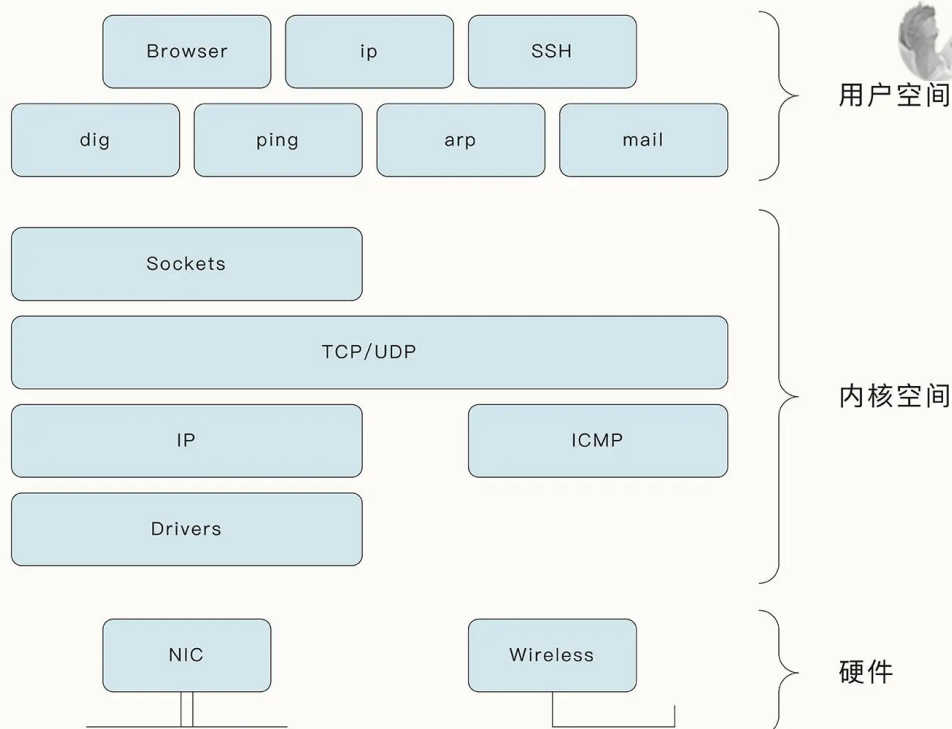 Browser
ip
SSH
用户空间
dig
ping
arp
mail
Sockets
TCP/UDP
内核空间
IP
ICMP
Drivers
NIC
Wireless
硬件